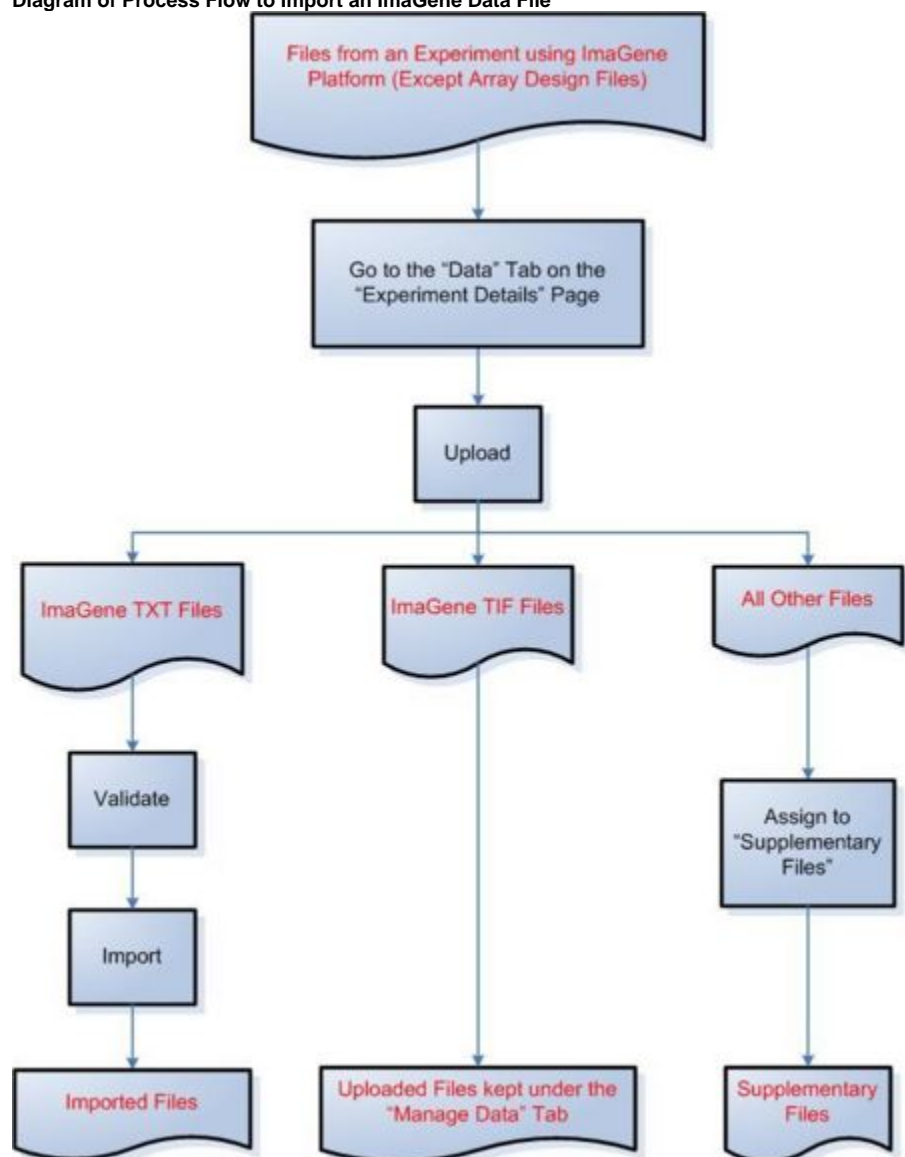 Diagram of Process Flow to Import an ImaGene Data File
Files from an Experiment using ImaGene
Platform (Except Array Design Files)
Go to the “Data” Tab on the
“Experiment Details” Page
Upload
ImaGene TXT Files
ImaGene TIF Files
All Other Files
Validate
Assign to
“Supplementary
Files”
Import
Imported Files
Uploaded Files kept under the
“Manage Data” Tab
Supplementary
Files